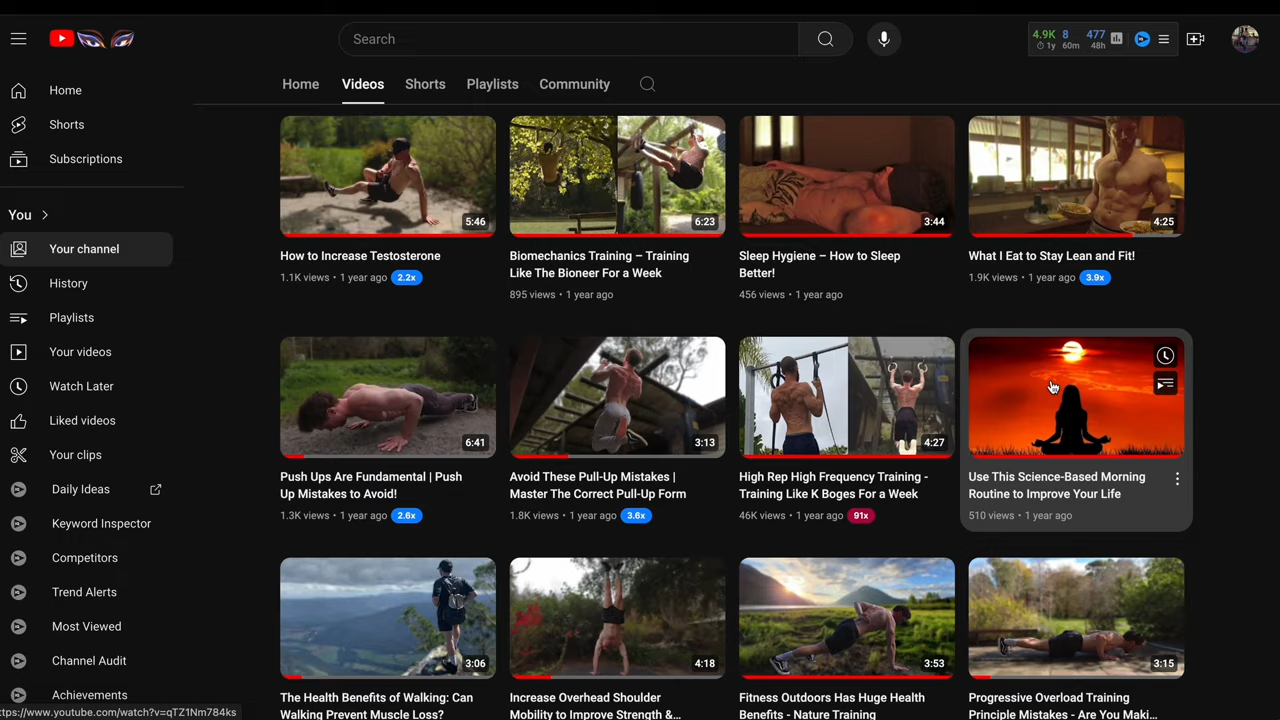 Search
4.9K 8 477
1y 60m 48h
Home
Shorts
Subscriptions
You
Your channel
History
Playlists
Your videos
Watch Later
Liked videos
Your clips
Daily Ideas
Keyword Inspector
Competitors
Trend Alerts
Most Viewed
Channel Audit
Achievements
ttps://www.youtube.com/watch?v=qTZ1Nm784ks
Home Videos Shorts Playlists Community
5:46
How to Increase Testosterone
1.1K views • 1 year ago 2.2x
6:23
Biomechanics Training – Training
Like The Bioneer For a Week
895 views • 1 year ago
3:44
Sleep Hygiene – How to Sleep
Better!
456 views • 1 year ago
4:25
What I Eat to Stay Lean and Fit!
1.9K views • 1 year ago 3.9x
6:41
Push Ups Are Fundamental | Push
Up Mistakes to Avoid!
1.3K views • 1 year ago 2.6x
3:13
Avoid These Pull-Up Mistakes |
Master The Correct Pull-Up Form
1.8K views • 1 year ago 3.6x
4:27
High Rep High Frequency Training -
Training Like K Boges For a Week
46K views • 1 year ago 91x
Use This Science-Based Morning
Routine to Improve Your Life
510 views • 1 year ago
3:06
The Health Benefits of Walking: Can
Walking Prevent Muscle Loss?
4:18
Increase Overhead Shoulder
Mobility to Improve Strength &...
3:53
Fitness Outdoors Has Huge Health
Benefits - Nature Training
3:15
Progressive Overload Training
Principle Mistakes - Are You Maki...